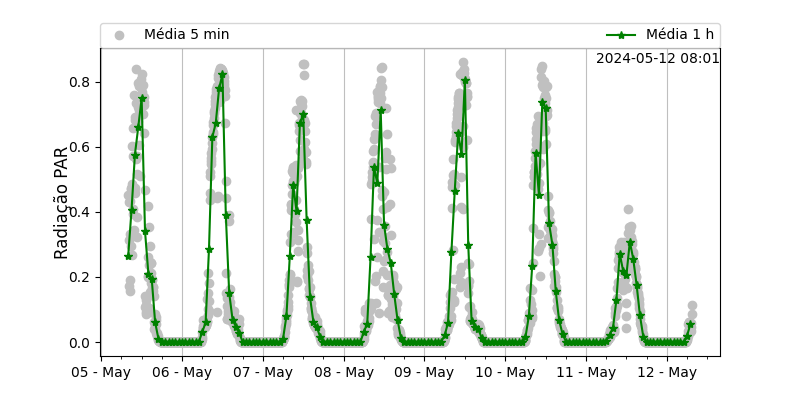 Média 5 min
Média 1 h
2024-05-12 08:01
Radiação PAR
0.8
0.6
0.4
0.2
0.0
05 - May
06 - May
07 - May
08 - May
09 - May
10 - May
11 - May
12 - May